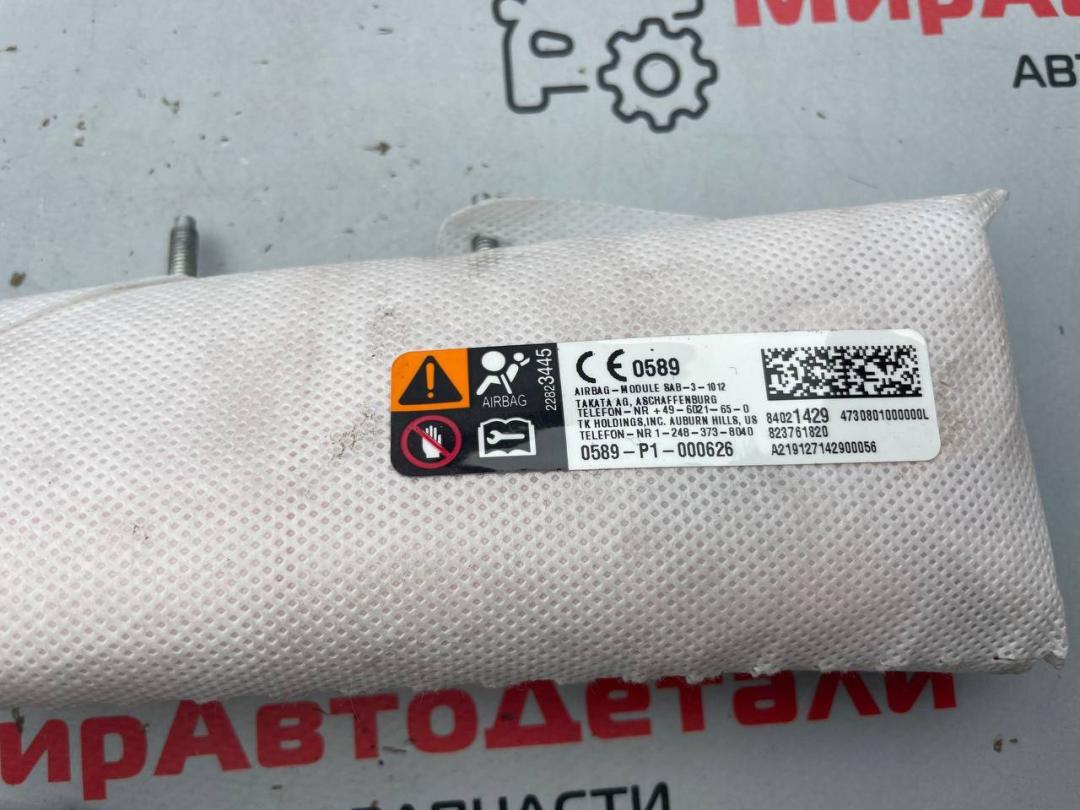 МирАвто
АВТ
AIRBAG
22823445
CE 0589
AIRBAG-MODULE SAB-3-1012
TAKATA AG, ASCHAFFENBURG
TELEFON-NR +49-6021-65-0
TK HOLDINGS,INC. AUBURN HILLS, US
TELEFON-NR 1-248-373-8040
0589-P1-000626
84021429 4730801000000L
823761820
A219127142900056
ирАвтоДетали